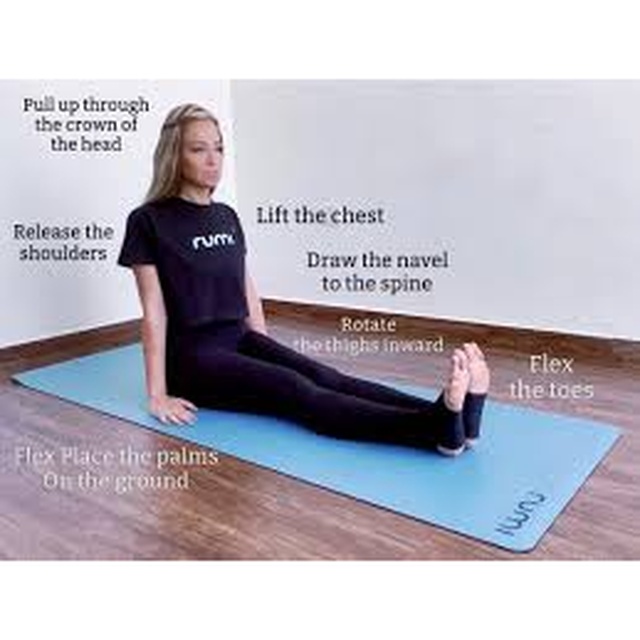 Pull up through
the crown of
the head
Lift the chest
Release the
shoulders
rumi
Draw the navel
to the spine
Rotate
the thighs inward
Flex
the toes
Flex Place the palms
On the ground
rumi